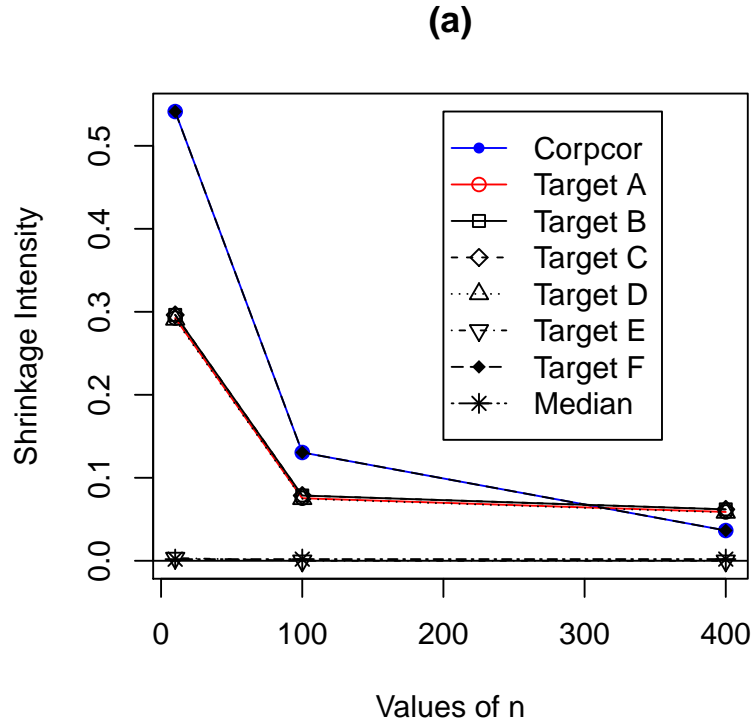 (a)
Shrinkage Intensity
0.5
0.4
0.3
0.2
0.1
0.0
Corpcor
Target A
Target B
Target C
Target D
Target E
Target F
Median
0
100
200
300
400
Values of n